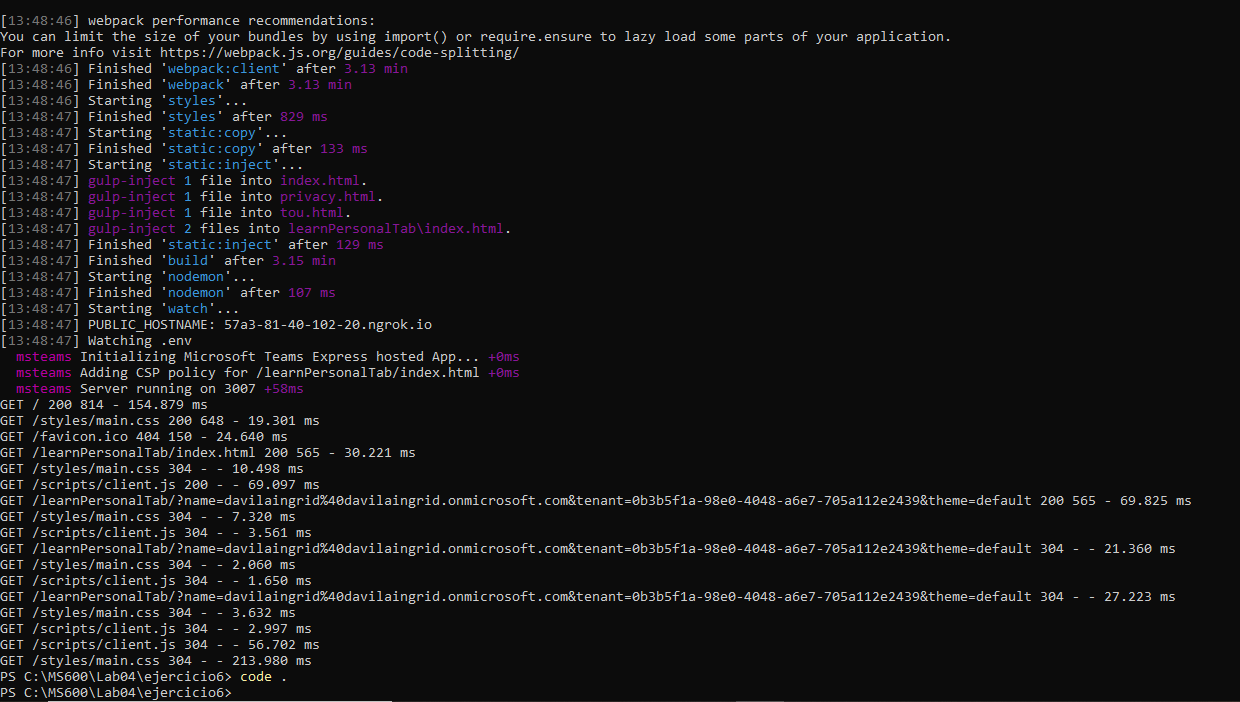 [13:48:46] webpack performance recommendations:
You can limit the size of your bundles by using import() or require.ensure to lazy load some parts of your application.
For more info visit https://webpack.js.org/guides/code-splitting/
[13:48:46] Finished 'webpack:client' after 3.13 min
[13:48:46] Finished 'webpack' after 3.13 min
[13:48:46] Starting 'styles'...
[13:48:47] Finished 'styles' after 829 ms
[13:48:47] Starting 'static:copy'...
[13:48:47] Finished 'static:copy' after 133 ms
[13:48:47] Starting 'static:inject'...
[13:48:47] gulp-inject 1 file into index.html.
[13:48:47] gulp-inject 1 file into privacy.html.
[13:48:47] gulp-inject 1 file into tou.html.
[13:48:47] gulp-inject 2 files into learnPersonalTab\index.html.
[13:48:47] Finished 'static:inject' after 129 ms
[13:48:47] Finished 'build' after 3.15 min
[13:48:47] Starting 'nodemon'...
[13:48:47] Finished 'nodemon' after 107 ms
[13:48:47] Starting 'watch'...
[13:48:47] PUBLIC_HOSTNAME: 57a3-81-40-102-20.ngrok.io
[13:48:47] Watching .env
msteams Initializing Microsoft Teams Express hosted App... +0ms
msteams Adding CSP policy for /learnPersonalTab/index.html +0ms
msteams Server running on 3007 +58ms
GET / 200 814 - 154.879 ms
GET /styles/main.css 200 648 - 19.301 ms
GET /favicon.ico 404 150 - 24.640 ms
GET /learnPersonalTab/index.html 200 565 - 30.221 ms
GET /styles/main.css 304 - - 10.498 ms
GET /scripts/client.js 200 - - 69.097 ms
GET /learnPersonalTab/?name=davilaingrid%40davilaingrid.onmicrosoft.com&tenant=0b3b5f1a-98e0-4048-a6e7-705a112e2439&theme=default 200 565 - 69.825 ms
GET /styles/main.css 304 - - 7.320 ms
GET /scripts/client.js 304 - - 3.561 ms
GET /learnPersonalTab/?name=davilaingrid%40davilaingrid.onmicrosoft.com&tenant=0b3b5f1a-98e0-4048-a6e7-705a112e2439&theme=default 304 - - 21.360 ms
GET /styles/main.css 304 - - 2.060 ms
GET /scripts/client.js 304 - - 1.650 ms
GET /learnPersonalTab/?name=davilaingrid%40davilaingrid.onmicrosoft.com&tenant=0b3b5f1a-98e0-4048-a6e7-705a112e2439&theme=default 304 - - 27.223 ms
GET /styles/main.css 304 - - 3.632 ms
GET /scripts/client.js 304 - - 2.997 ms
GET /scripts/client.js 304 - - 56.702 ms
GET /styles/main.css 304 - - 213.980 ms
PS C:\MS600\Lab04\ejercicio6> code .
PS C:\MS600\Lab04\ejercicio6>